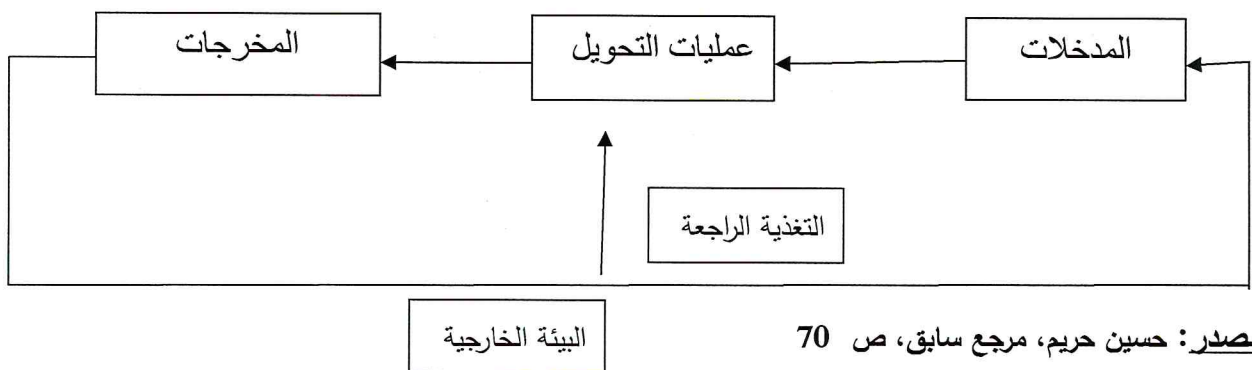 المدخلات
عمليات التحويل
المخرجات
التغذية الراجعة
البيئة الخارجية
صدر: حسين حريم، مرجع سابق، ص 70